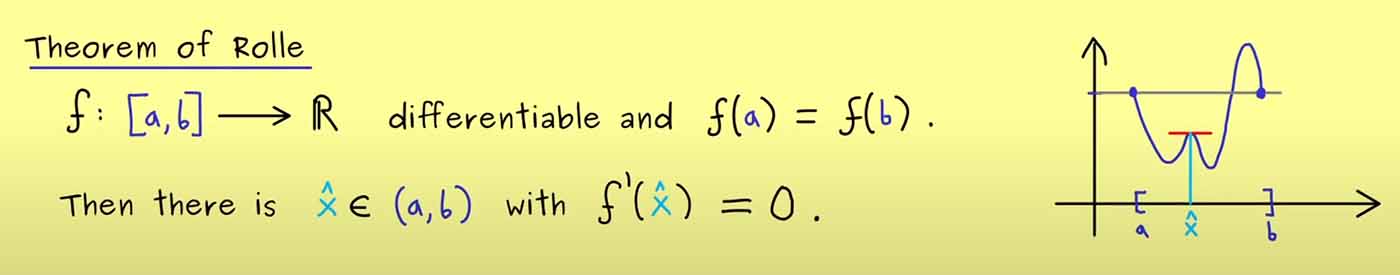 Theorem of Rolle
f: [a,b] ⟶ ℝ differentiable and f(a) = f(b).
Then there is x̂ ∈ (a,b) with f'(x̂) = 0.
[ ]
a x̂ b